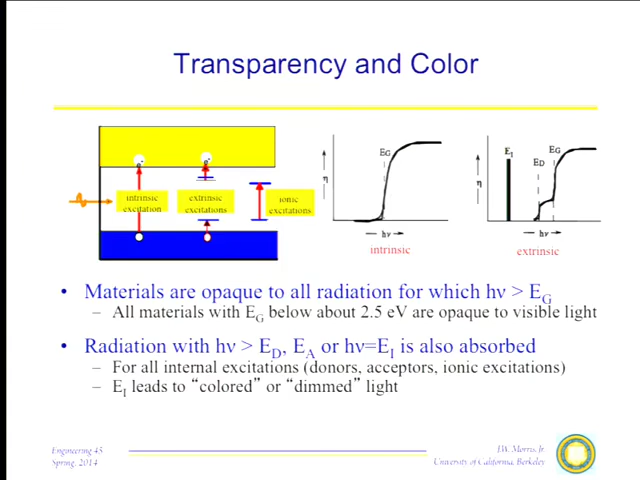 Transparency and Color
e-
e-
intrinsic
excitation
extrinsic
excitations
ionic
excitations
η
EG
hν
intrinsic
η
EI
ED
EG
hν
extrinsic
• Materials are opaque to all radiation for which hν > EG
– All materials with EG below about 2.5 eV are opaque to visible light
• Radiation with hν > ED, EA or hν=EI is also absorbed
– For all internal excitations (donors, acceptors, ionic excitations)
– EI leads to “colored” or “dimmed” light
Engineering 45
Spring, 2014
J.W. Morris, Jr.
University of California, Berkeley